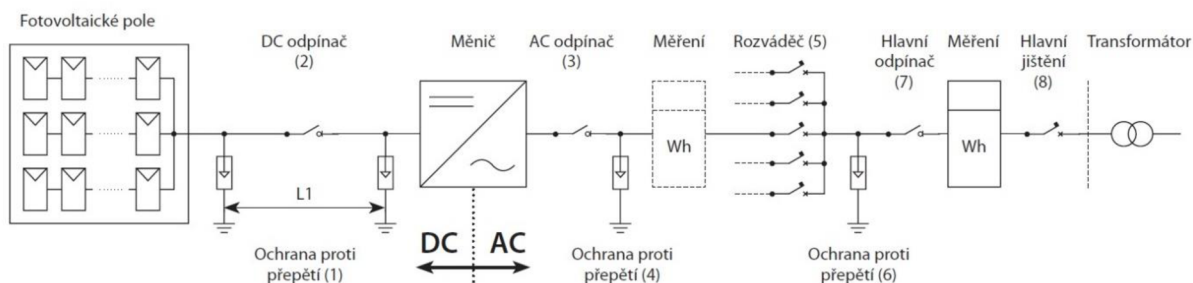 Fotovoltaické pole
DC odpínač
(2)
Měnič
AC odpínač
(3)
Měření
Rozváděč (5)
Hlavní
odpínač
(7)
Měření
Hlavní
jištění
(8)
Transformátor
Wh
Wh
L1
DC
AC
Ochrana proti
přepětí (1)
Ochrana proti
přepětí (4)
Ochrana proti
přepětí (6)